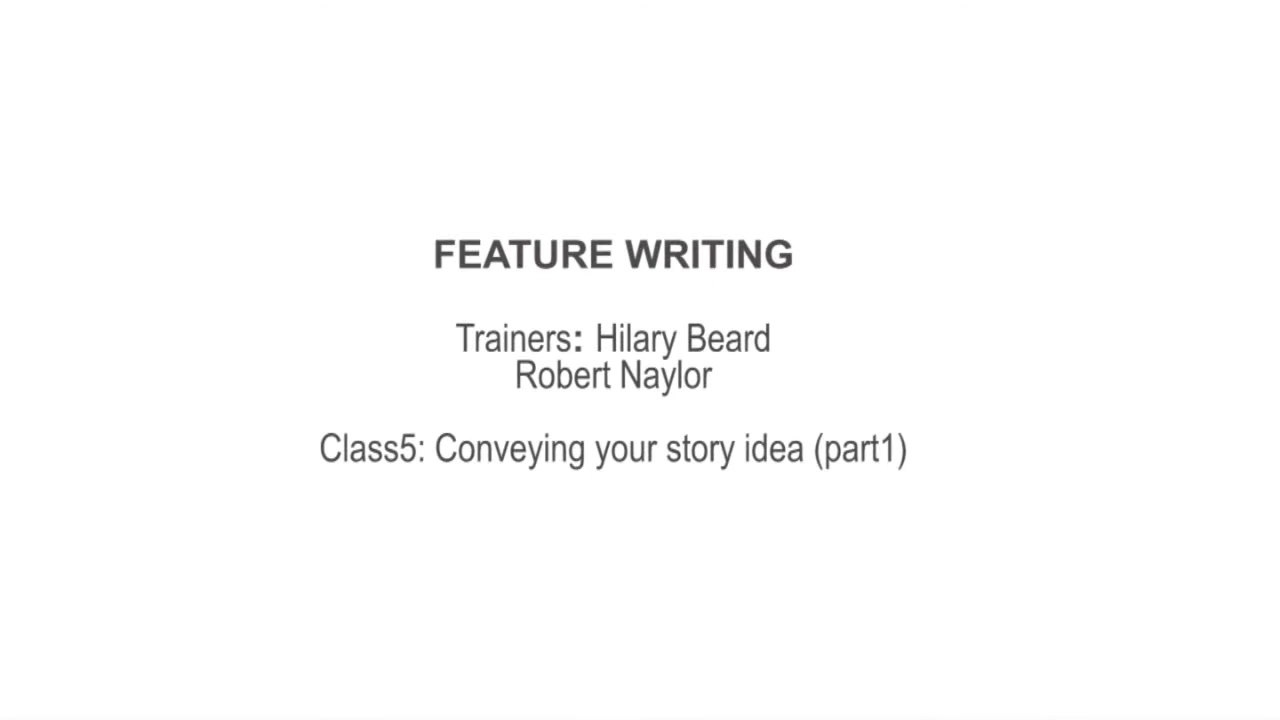 FEATURE WRITING
Trainers: Hilary Beard
Robert Naylor
Class5: Conveying your story idea (part1)